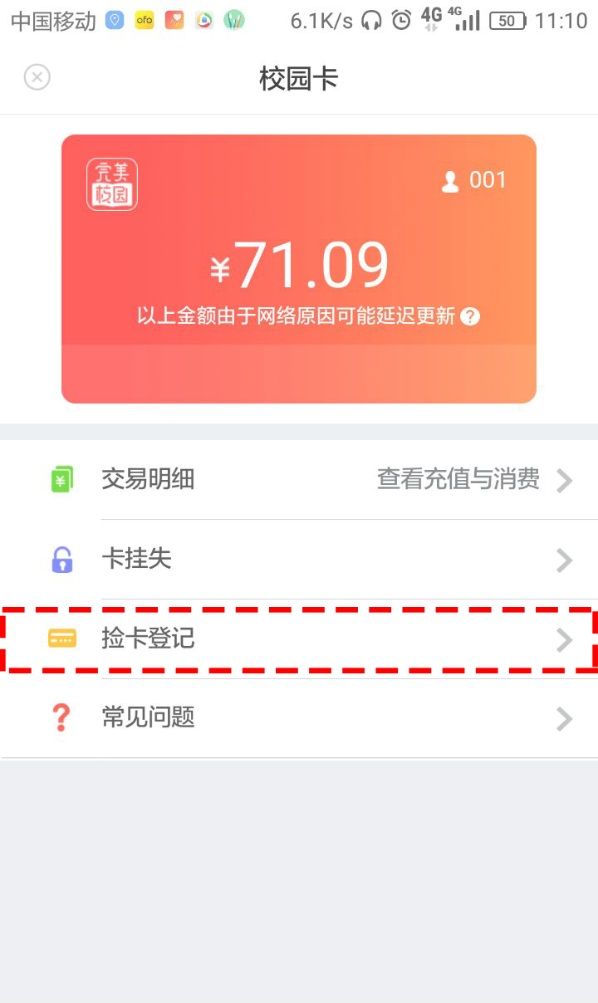 中国移动 ofo 6.1K/s 4G 4G 50 11:10
校园卡
完美
校园
001
¥71.09
以上金额由于网络原因可能延迟更新?
¥ 交易明细 查看充值与消费
卡挂失
捡卡登记
? 常见问题